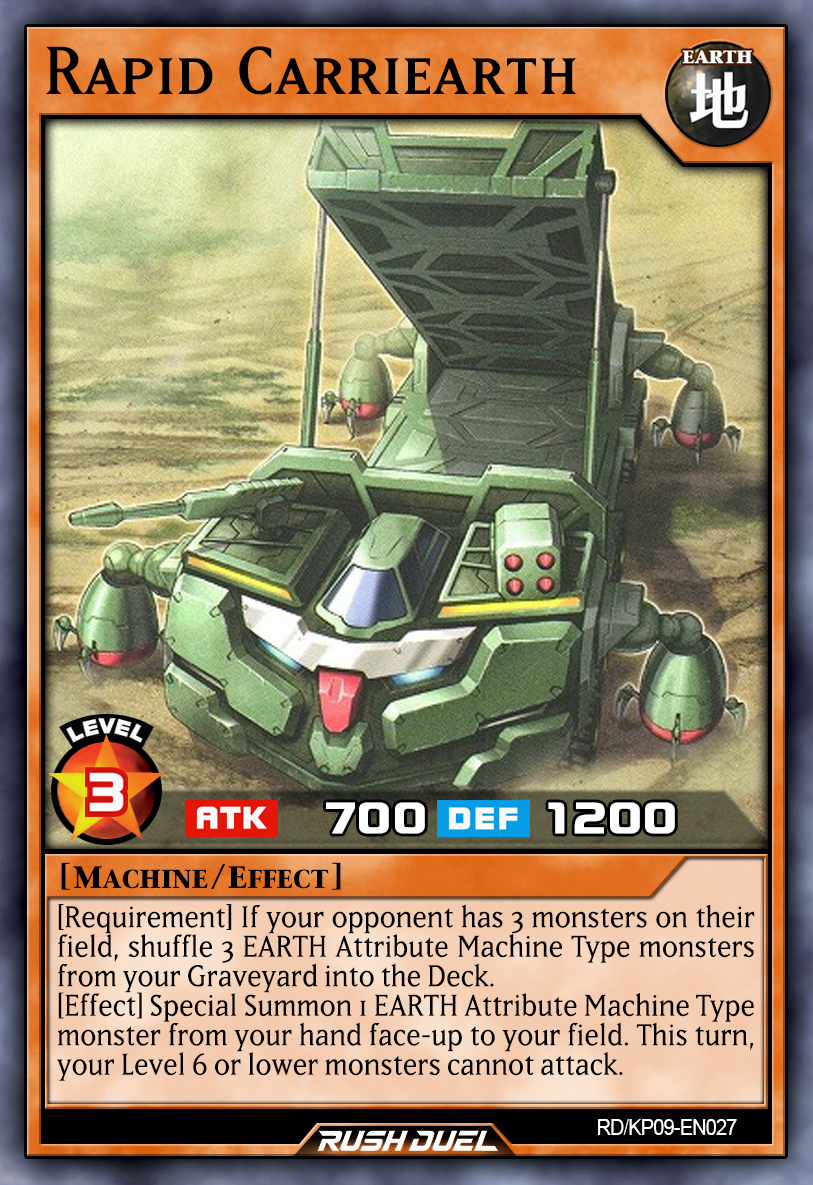 Rapid Carriearth
EARTH
地
LEVEL
3
ATK 700 DEF 1200
[Machine/Effect]
[Requirement] If your opponent has 3 monsters on their
field, shuffle 3 EARTH Attribute Machine Type monsters
from your Graveyard into the Deck.
[Effect] Special Summon 1 EARTH Attribute Machine Type
monster from your hand face-up to your field. This turn,
your Level 6 or lower monsters cannot attack.
RD/KP09-EN027
RUSH DUEL